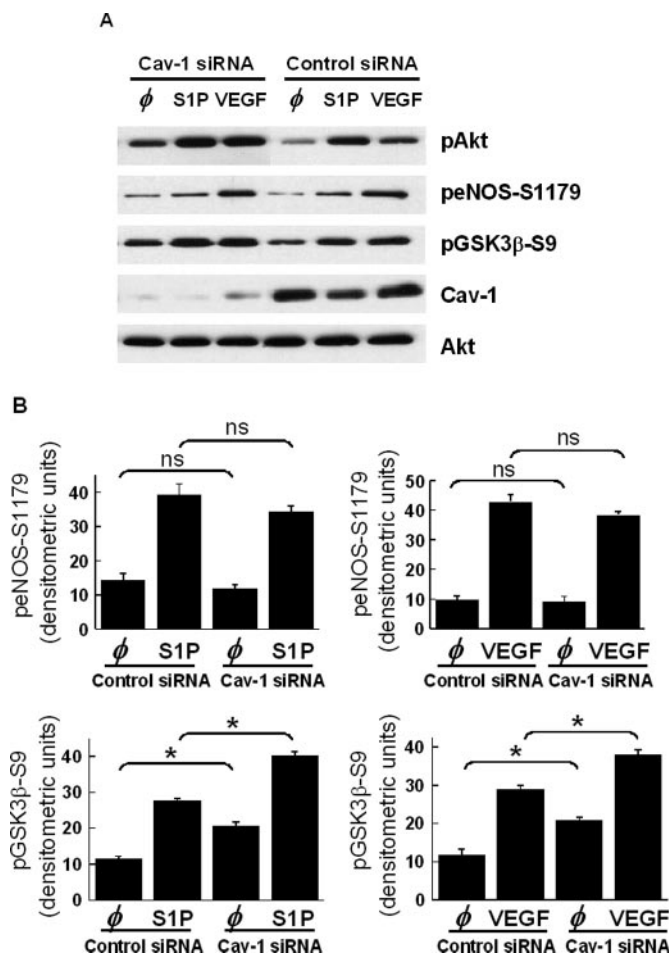 A
Cav-1 siRNA Control siRNA
ϕ S1P VEGF ϕ S1P VEGF
pAkt
peNOS-S1179
pGSK3β-S9
Cav-1
Akt
B
peNOS-S1179
(densitometric units)
40
30
20
10
0
ns
ns
ϕ S1P ϕ S1P
Control siRNA Cav-1 siRNA
peNOS-S1179
(densitometric units)
50
40
30
20
10
0
ns
ns
ϕ VEGF ϕ VEGF
Control siRNA Cav-1 siRNA
pGSK3β-S9
(densitometric units)
40
30
20
10
0
*
*
ϕ S1P ϕ S1P
Control siRNA Cav-1 siRNA
pGSK3β-S9
(densitometric units)
40
30
20
10
0
*
*
ϕ VEGF ϕ VEGF
Control siRNA Cav-1 siRNA